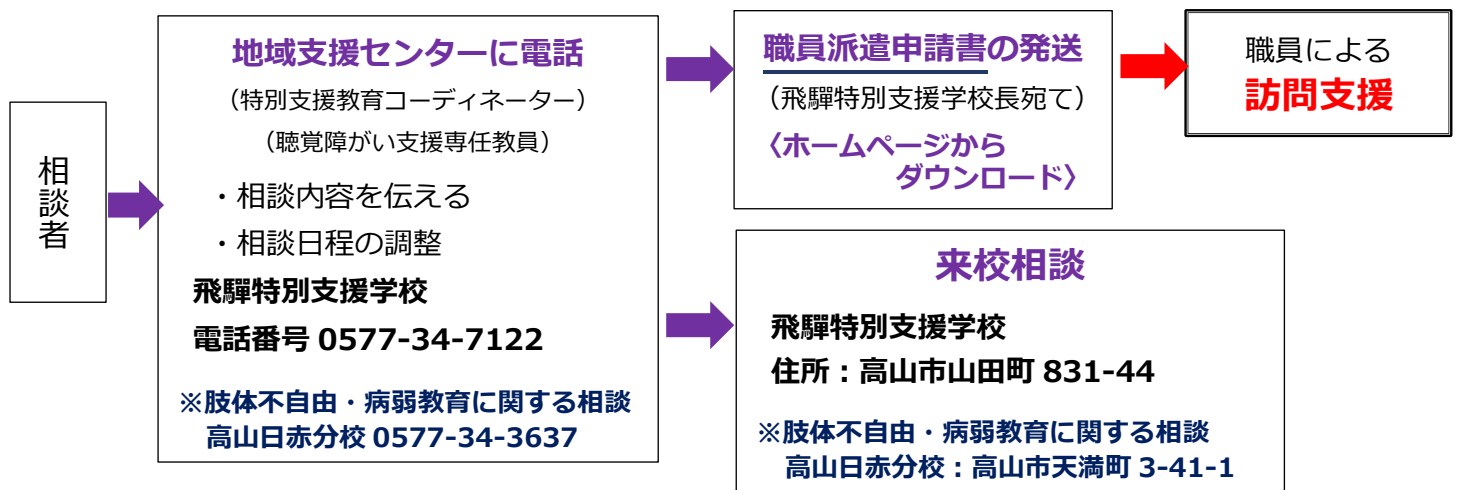 相談者
地域支援センターに電話
（特別支援教育コーディネーター）
（聴覚障がい支援専任教員）
・相談内容を伝える
・相談日程の調整
飛驒特別支援学校
電話番号 0577-34-7122
※肢体不自由・病弱教育に関する相談
高山日赤分校 0577-34-3637
職員派遣申請書の発送
（飛驒特別支援学校長宛て）
〈ホームページから
ダウンロード〉
職員による
訪問支援
来校相談
飛驒特別支援学校
住所：高山市山田町 831-44
※肢体不自由・病弱教育に関する相談
高山日赤分校：高山市天満町 3-41-1